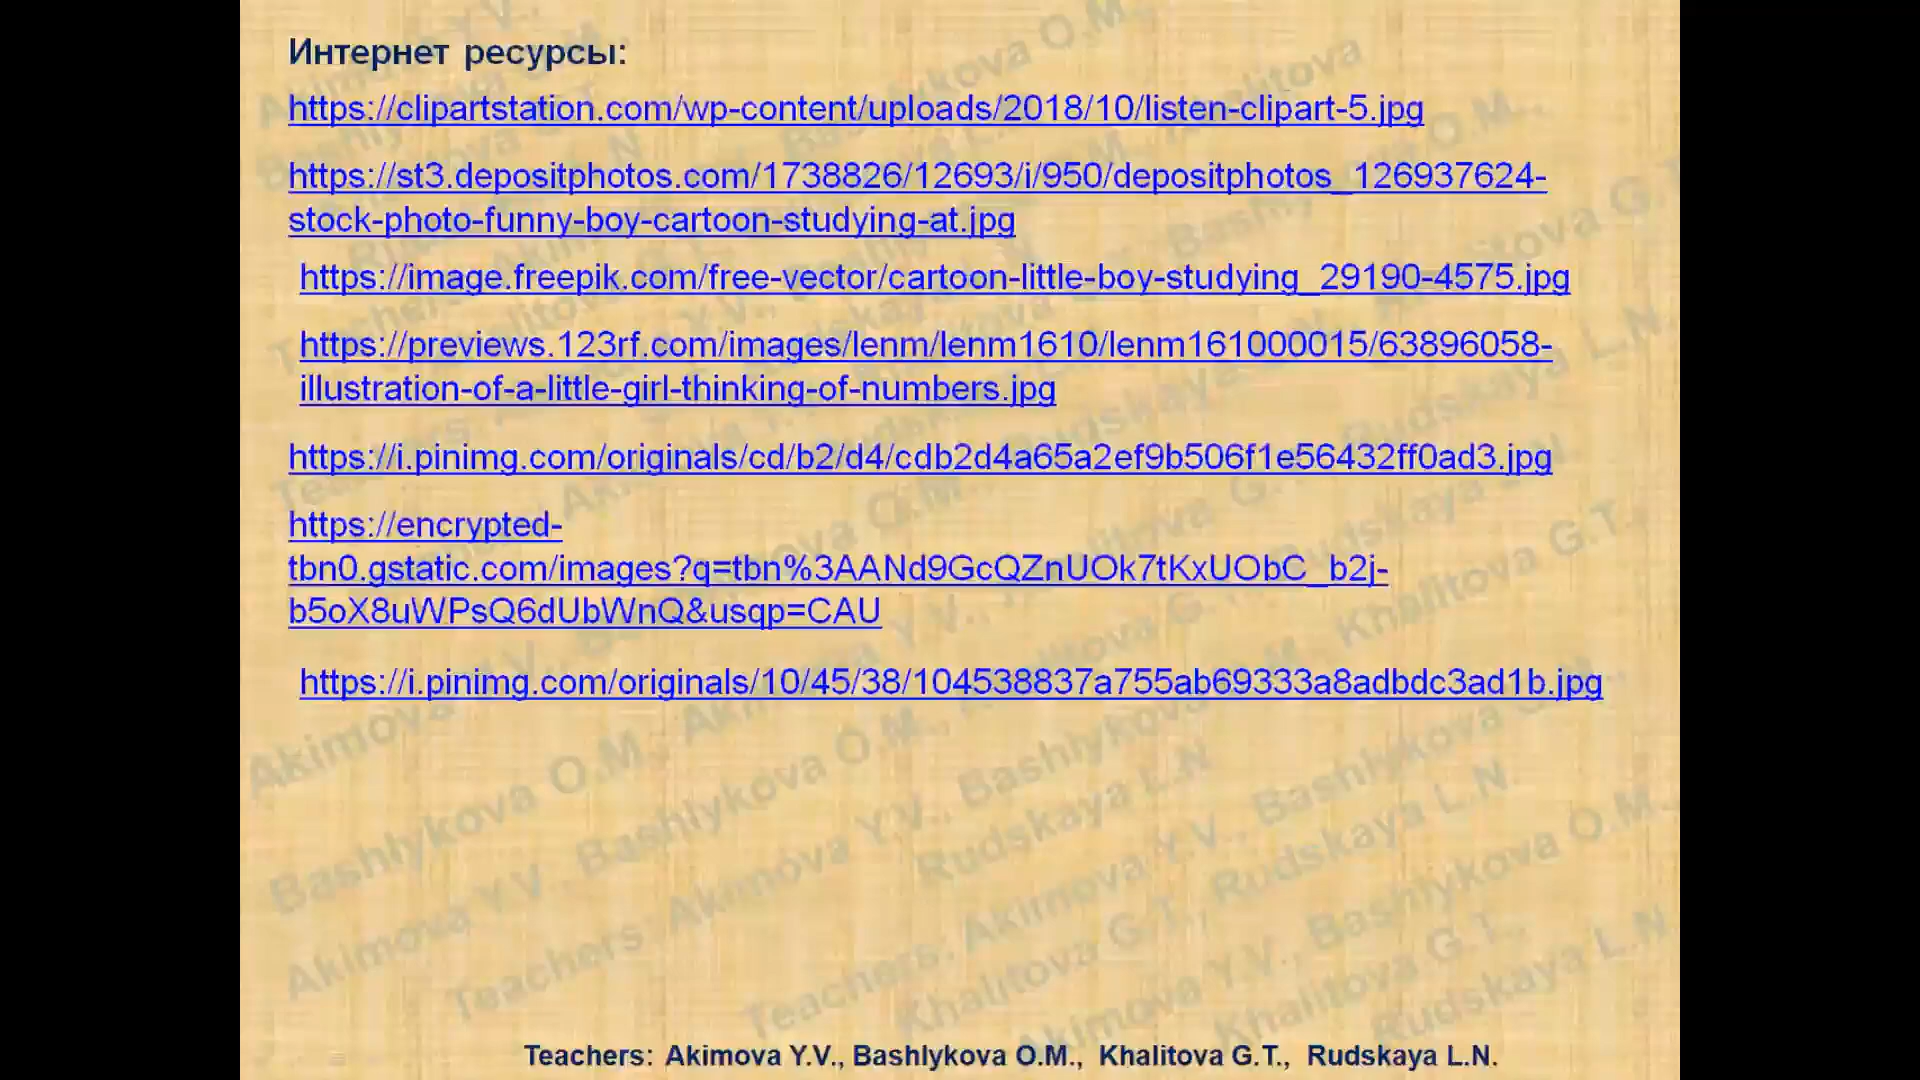 Интернет ресурсы:
https://clipartstation.com/wp-content/uploads/2018/10/listen-clipart-5.jpg
https://st3.depositphotos.com/1738826/12693/i/950/depositphotos_126937624-
stock-photo-funny-boy-cartoon-studying-at.jpg
https://image.freepik.com/free-vector/cartoon-little-boy-studying_29190-4575.jpg
https://previews.123rf.com/images/lenm/lenm1610/lenm161000015/63896058-
illustration-of-a-little-girl-thinking-of-numbers.jpg
https://i.pinimg.com/originals/cd/b2/d4/cdb2d4a65a2ef9b506f1e56432ff0ad3.jpg
https://encrypted-
tbn0.gstatic.com/images?q=tbn%3AANd9GcQZnUOk7tKxUObC_b2j-
b5oX8uWPsQ6dUbWnQ&usqp=CAU
https://i.pinimg.com/originals/10/45/38/104538837a755ab69333a8adbdc3ad1b.jpg
Teachers: Akimova Y.V., Bashlykova O.M., Khalitova G.T., Rudskaya L.N.